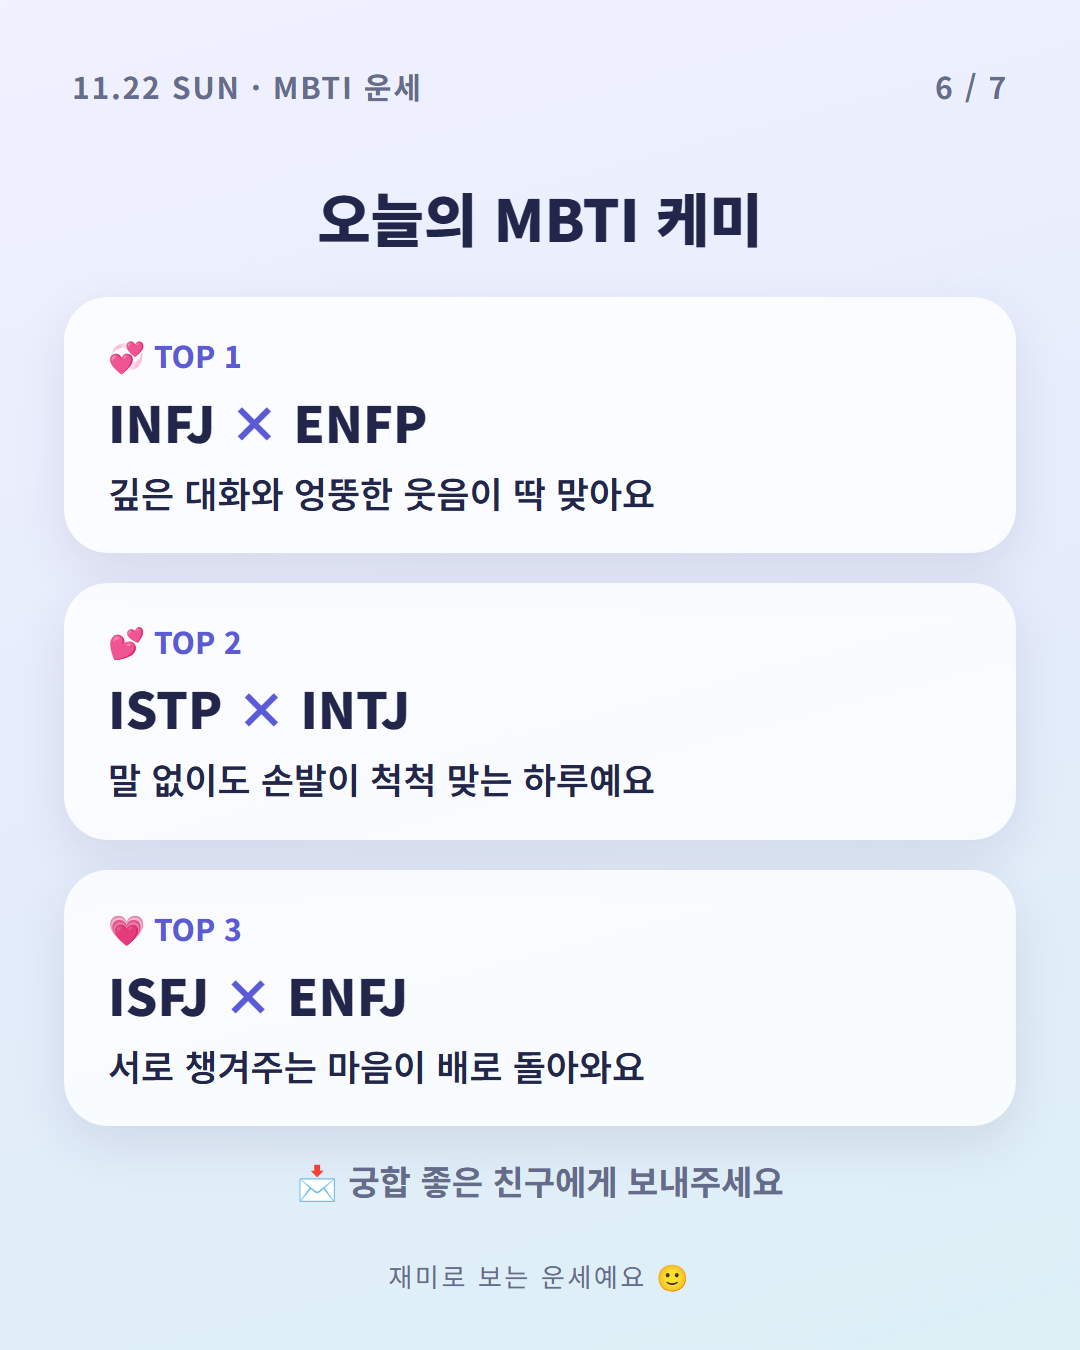 11.22 SUN · MBTI 운세
6 / 7
오늘의 MBTI 케미
💞 TOP 1
INFJ × ENFP
깊은 대화와 엉뚱한 웃음이 딱 맞아요
💕 TOP 2
ISTP × INTJ
말 없이도 손발이 척척 맞는 하루예요
💗 TOP 3
ISFJ × ENFJ
서로 챙겨주는 마음이 배로 돌아와요
📩 궁합 좋은 친구에게 보내주세요
재미로 보는 운세예요 🙂